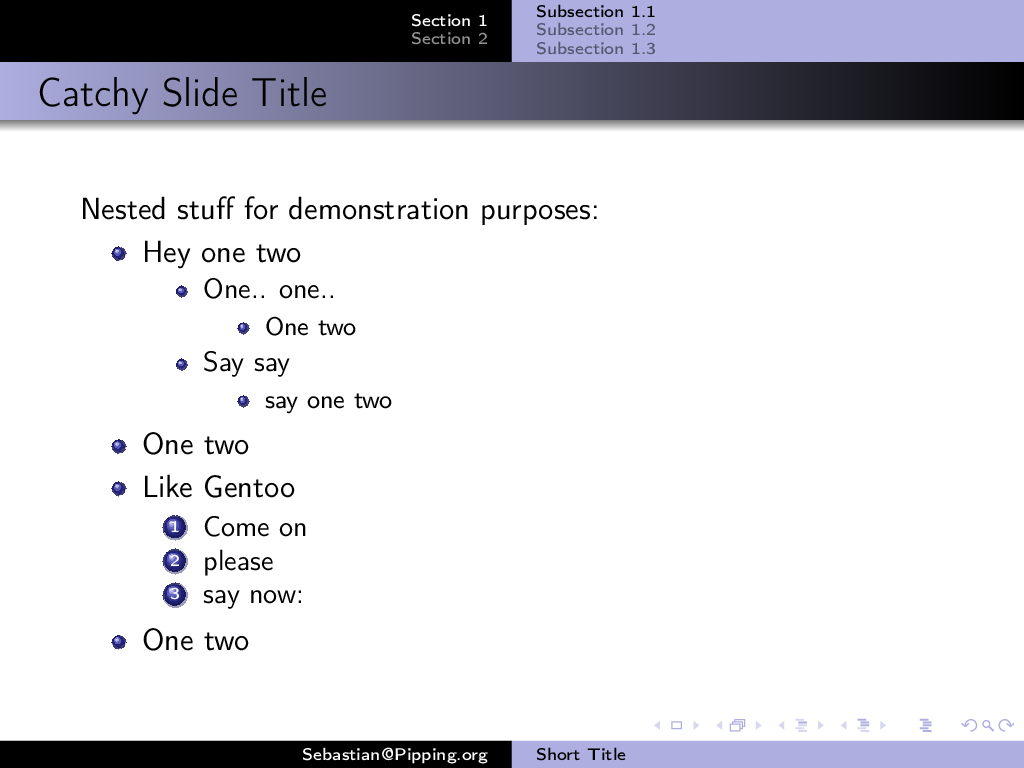 Section 1
Section 2
Subsection 1.1
Subsection 1.2
Subsection 1.3
Catchy Slide Title
Nested stuff for demonstration purposes:
Hey one two
One.. one..
One two
Say say
say one two
One two
Like Gentoo
1 Come on
2 please
3 say now:
One two
Sebastian@Pipping.org
Short Title